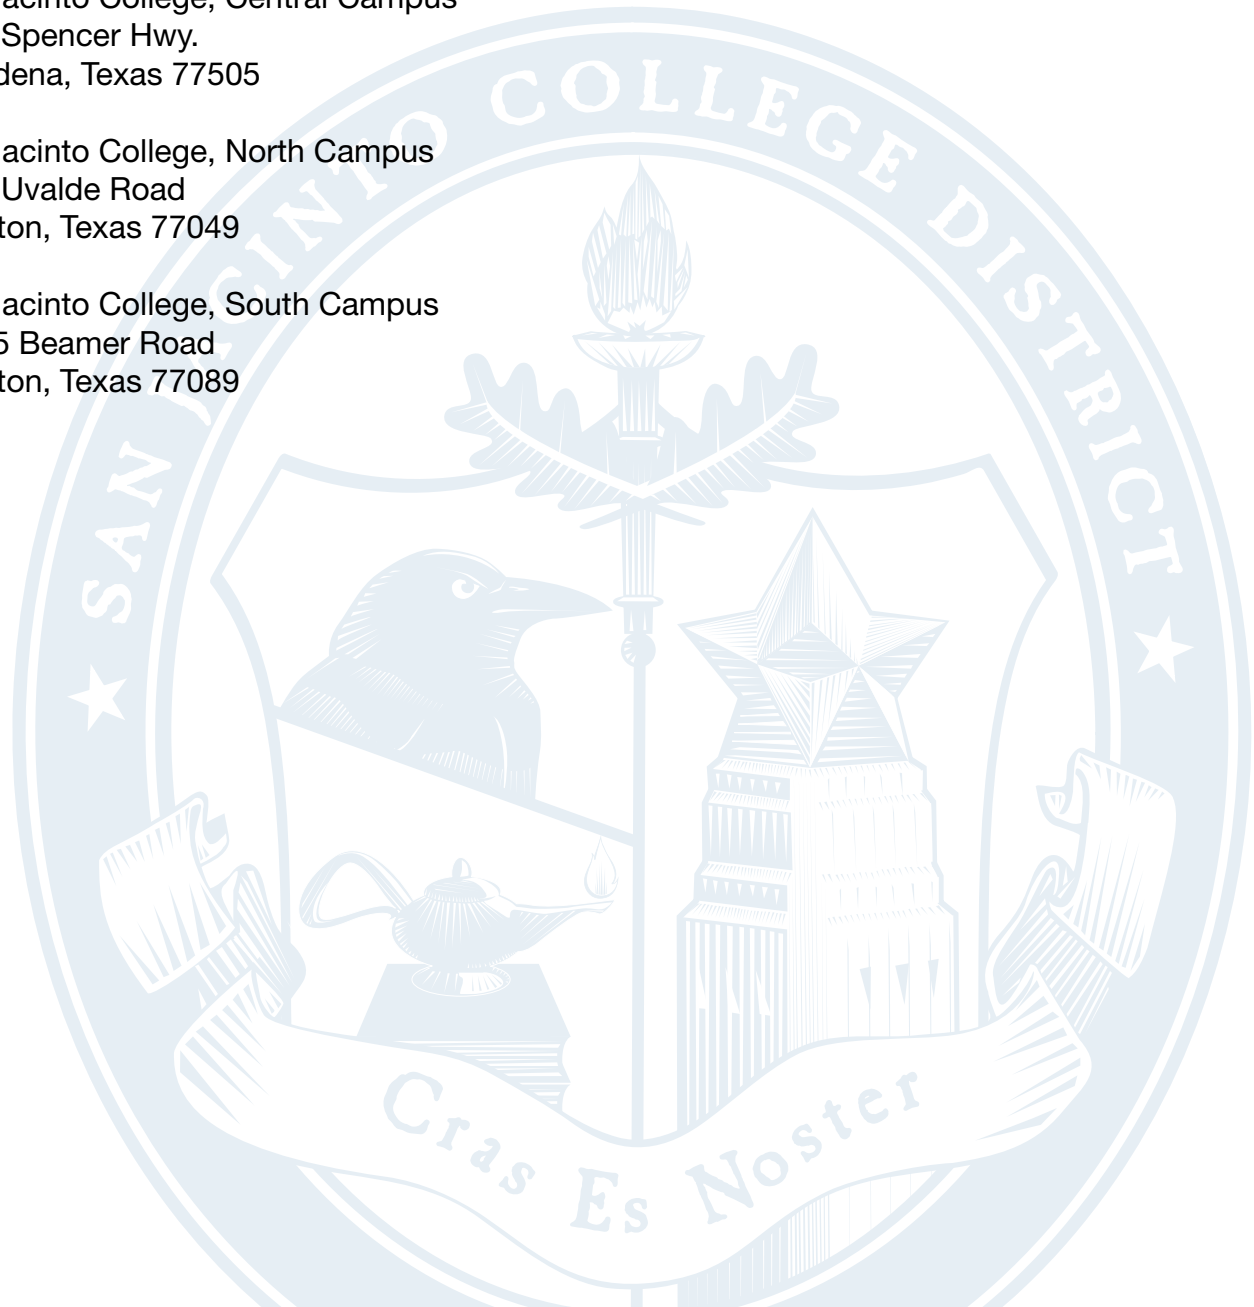 acinto College, Central Campus
Spencer Hwy.
dena, Texas 77505
acinto College, North Campus
Uvalde Road
ton, Texas 77049
acinto College, South Campus
5 Beamer Road
ton, Texas 77089
SAN JACINTO COLLEGE DISTRICT
Cras Es Noster